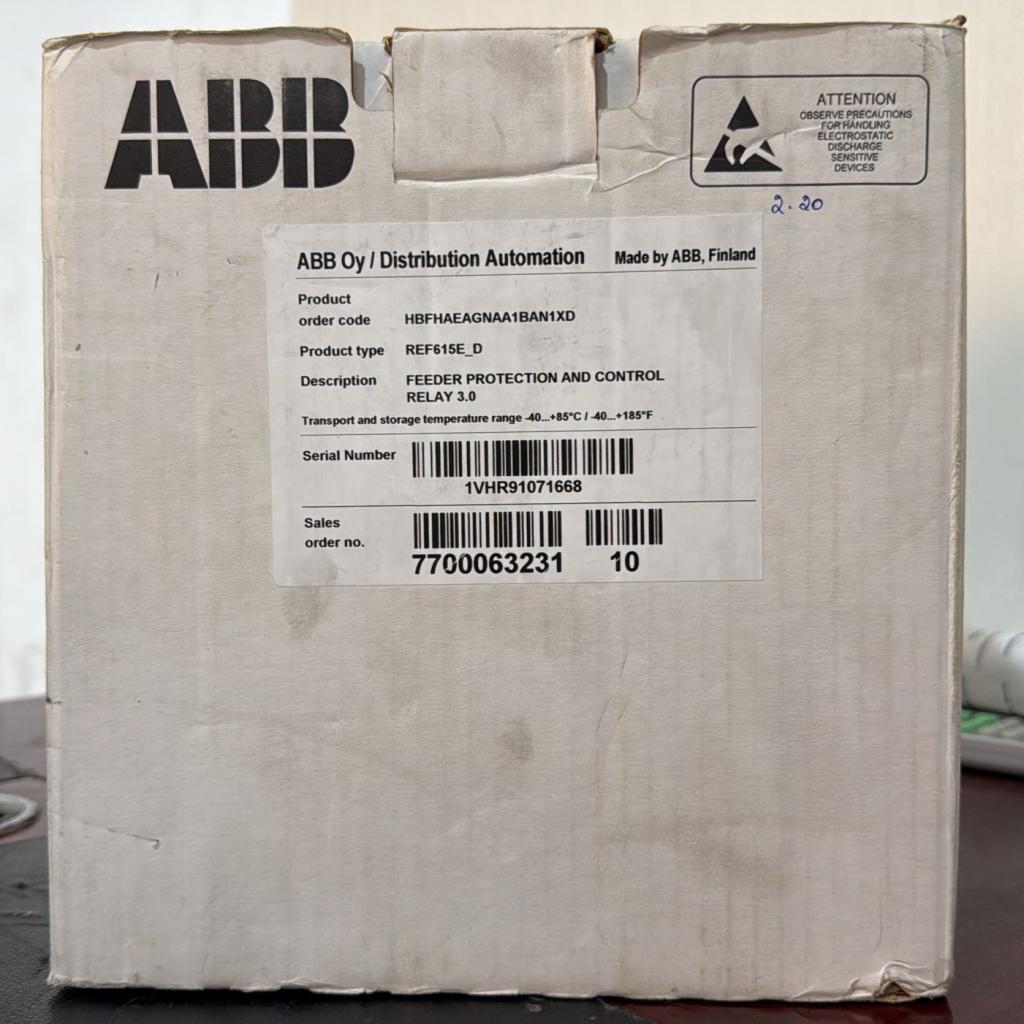 ABB
ATTENTION
OBSERVE PRECAUTIONS
FOR HANDLING
ELECTROSTATIC
DISCHARGE
SENSITIVE
DEVICES
2.20
ABB Oy / Distribution Automation Made by ABB, Finland
Product
order code HBFHAEAGNAA1BAN1XD
Product type REF615E_D
Description FEEDER PROTECTION AND CONTROL
RELAY 3.0
Transport and storage temperature range -40...+85°C / -40...+185°F
Serial Number
1VHR91071668
Sales
order no.
7700063231 10